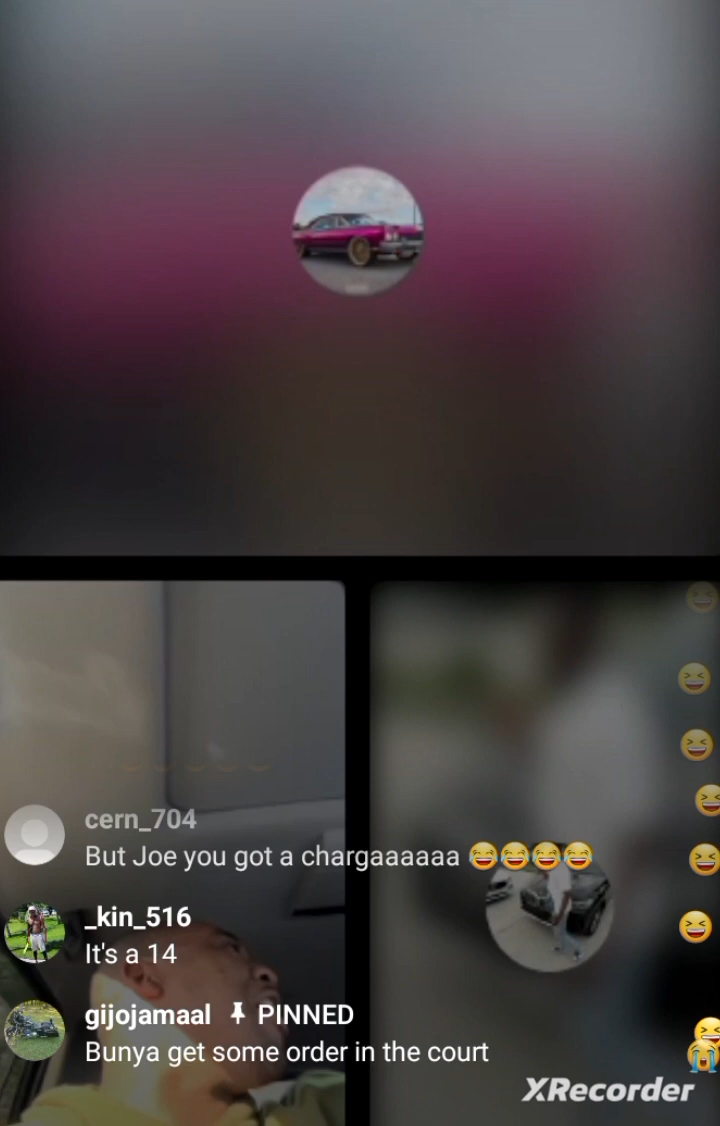 cern_704
But Joe you got a chargaaaaaa 😂😂😂😂
_kin_516
It's a 14
gijojamaal 📌 PINNED
Bunya get some order in the court
XRecorder